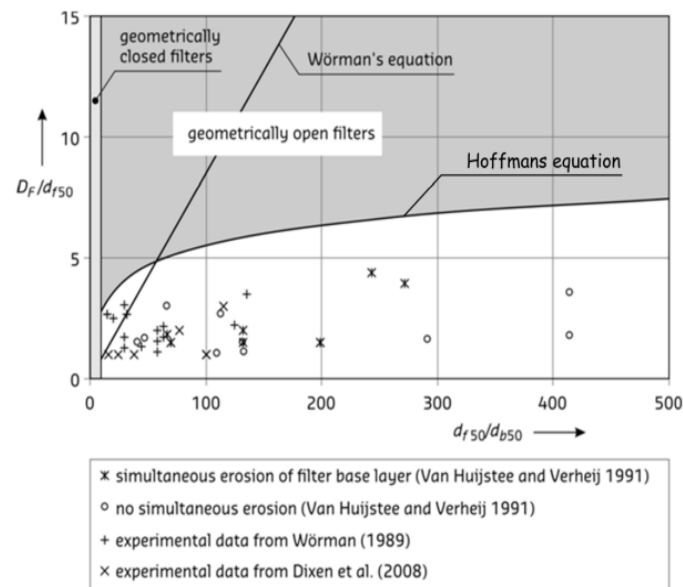 15
geometrically
closed filters
Wörman's equation
10
geometrically open filters
D_F/d_f50
Hoffmans equation
5
0
0 100 200 300 400 500
d_f50/d_b50
ж simultaneous erosion of filter base layer (Van Huijstee and Verheij 1991)
o no simultaneous erosion (Van Huijstee and Verheij 1991)
+ experimental data from Wörman (1989)
× experimental data from Dixen et al. (2008)